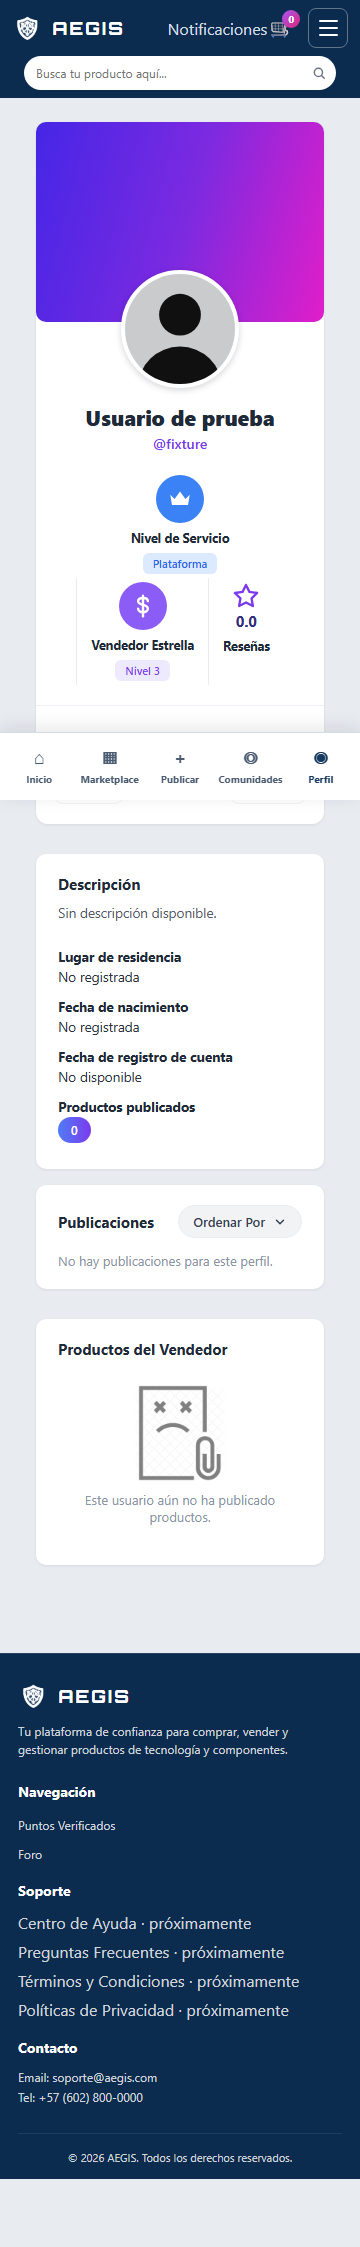 AEGIS
Notificaciones
0
Busca tu producto aquí...
Usuario de prueba
@fixture
Nivel de Servicio
Plataforma
Vendedor Estrella
Nivel 3
0.0
Reseñas
Inicio
Marketplace
Publicar
Comunidades
Perfil
Descripción
Sin descripción disponible.
Lugar de residencia
No registrada
Fecha de nacimiento
No registrada
Fecha de registro de cuenta
No disponible
Productos publicados
0
Publicaciones
Ordenar Por
No hay publicaciones para este perfil.
Productos del Vendedor
Este usuario aún no ha publicado
productos.
AEGIS
Tu plataforma de confianza para comprar, vender y
gestionar productos de tecnología y componentes.
Navegación
Puntos Verificados
Foro
Soporte
Centro de Ayuda · próximamente
Preguntas Frecuentes · próximamente
Términos y Condiciones · próximamente
Políticas de Privacidad · próximamente
Contacto
Email: soporte@aegis.com
Tel: +57 (602) 800-0000
© 2026 AEGIS. Todos los derechos reservados.